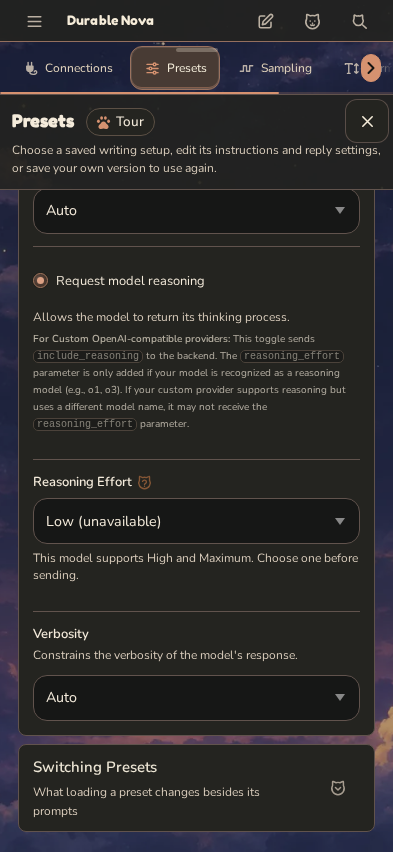 Durable Nova
Connections
Presets
Sampling
Presets
Tour
Choose a saved writing setup, edit its instructions and reply settings,
or save your own version to use again.
Auto
Request model reasoning
Allows the model to return its thinking process.
For Custom OpenAI-compatible providers: This toggle sends
include_reasoning to the backend. The reasoning_effort
parameter is only added if your model is recognized as a reasoning
model (e.g., o1, o3). If your custom provider supports reasoning but
uses a different model name, it may not receive the
reasoning_effort parameter.
Reasoning Effort
Low (unavailable)
This model supports High and Maximum. Choose one before
sending.
Verbosity
Constrains the verbosity of the model's response.
Auto
Switching Presets
What loading a preset changes besides its
prompts